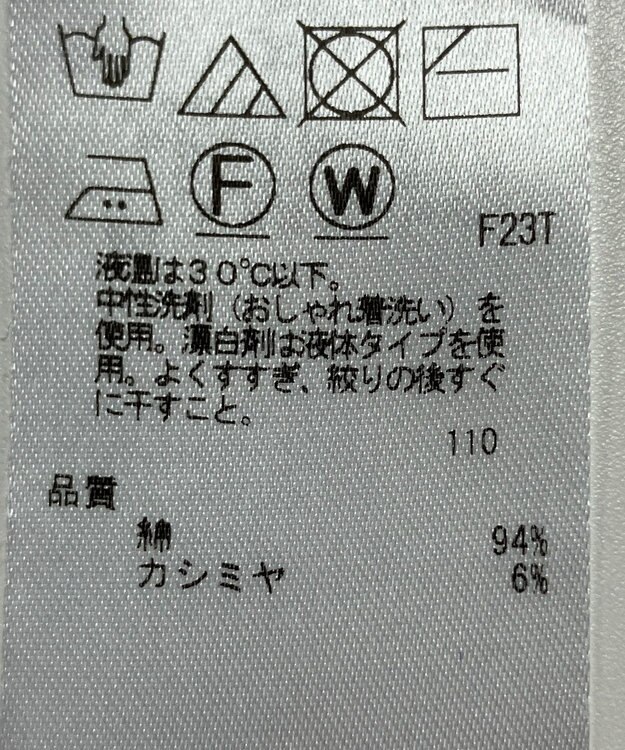 F
W
F23T
液温は30℃以下。
中性洗剤（おしゃれ着洗い）を
使用。漂白剤は液体タイプを使
用。よくすすぎ、絞りの後すぐ
に干すこと。
110
品質
綿 94%
カシミヤ 6%